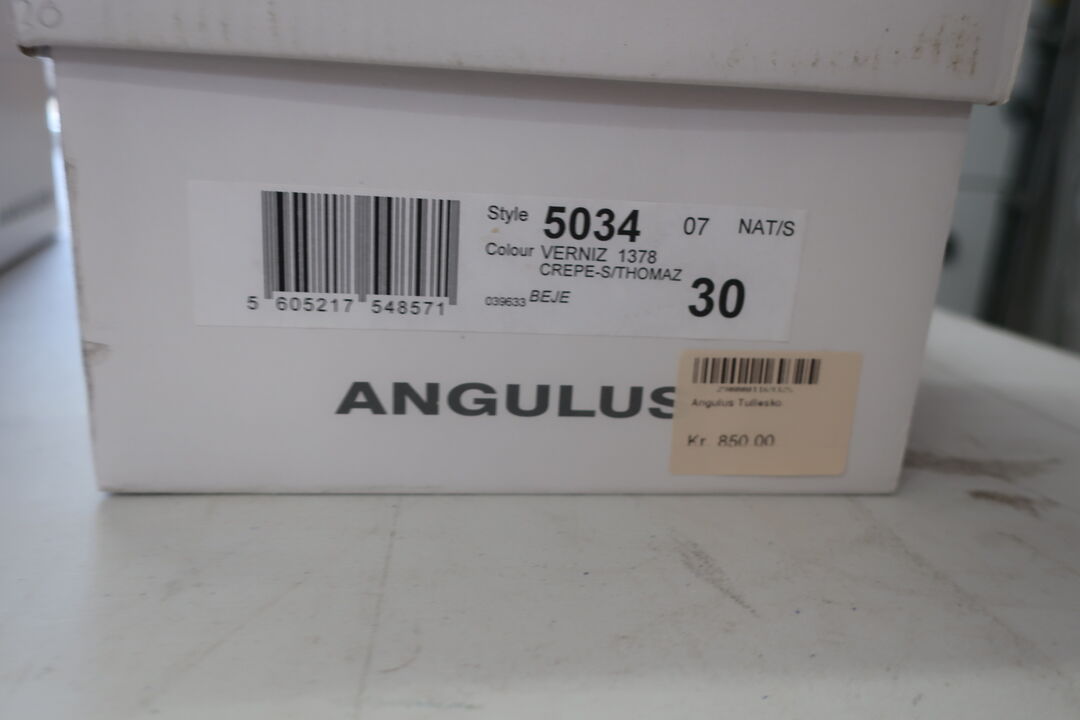 Style 5034 07 NAT/S
Colour VERNIZ 1378
CREPE-S/THOMAZ
039633 BEJE 30
5 605217 548571
ANGULUS
Angulus Tullesko
Kr. 850.00